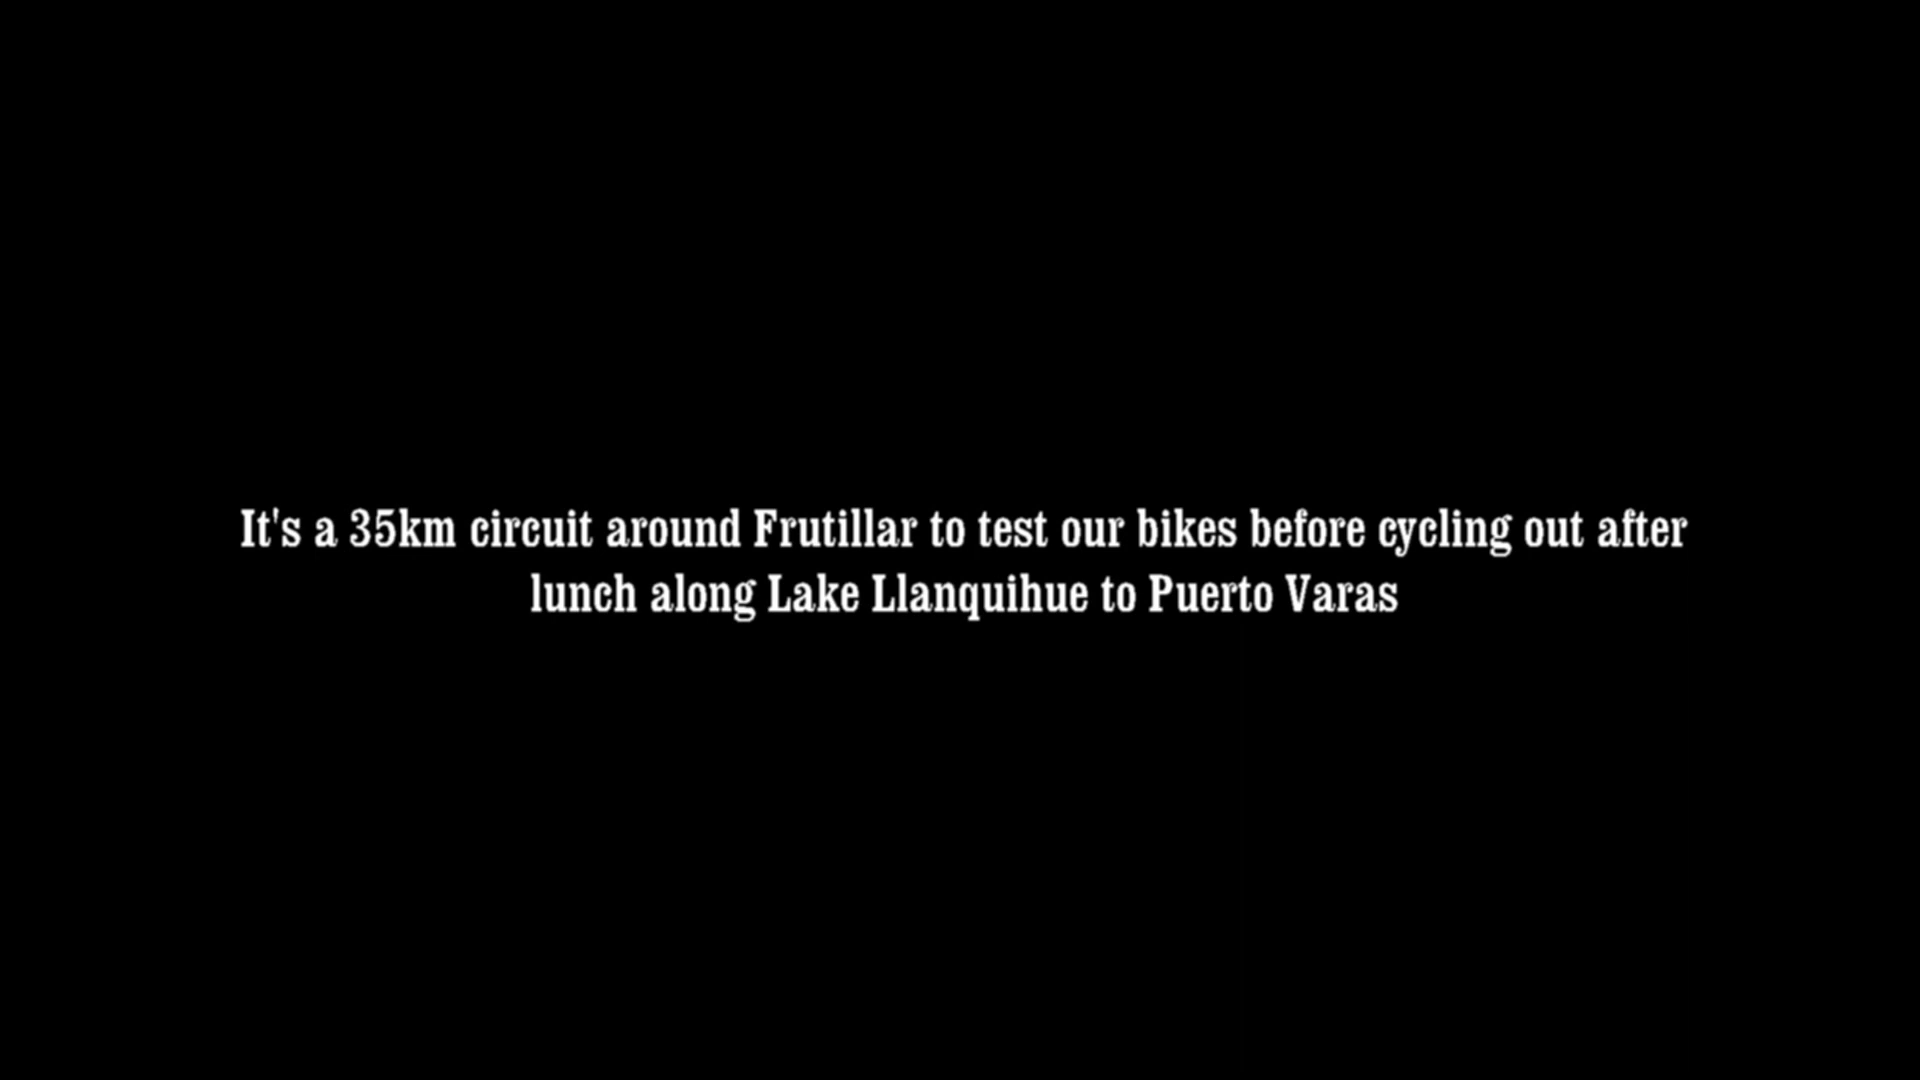 It's a 35km circuit around Frutillar to test our bikes before cycling out after
lunch along Lake Llanquihue to Puerto Varas